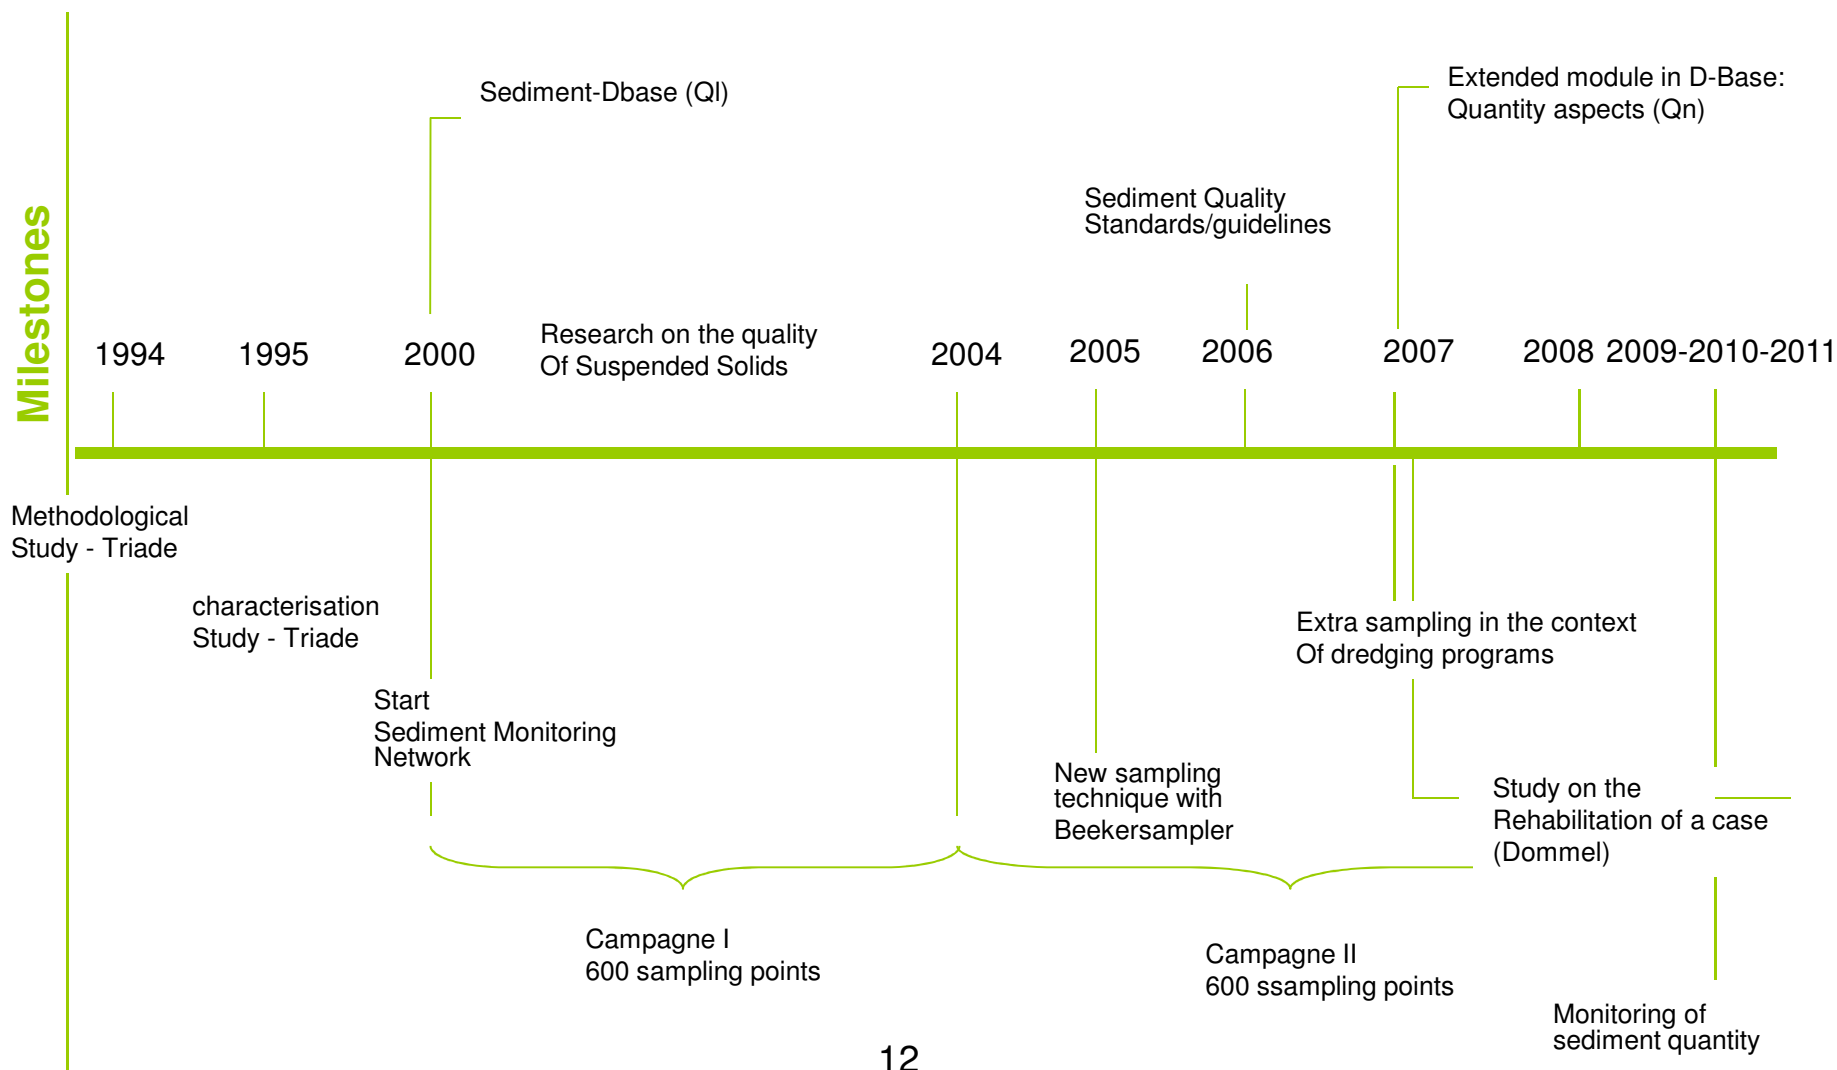 Milestones
Sediment-Dbase (Ql)
Extended module in D-Base:
Quantity aspects (Qn)
Sediment Quality
Standards/guidelines
Research on the quality
Of Suspended Solids
1994
1995
2000
2004
2005
2006
2007
2008
2009-2010-2011
Methodological
Study - Triade
characterisation
Study - Triade
Start
Sediment Monitoring
Network
New sampling
technique with
Beekersampler
Extra sampling in the context
Of dredging programs
Study on the
Rehabilitation of a case
(Dommel)
Campagne I
600 sampling points
Campagne II
600 ssampling points
Monitoring of
sediment quantity
12